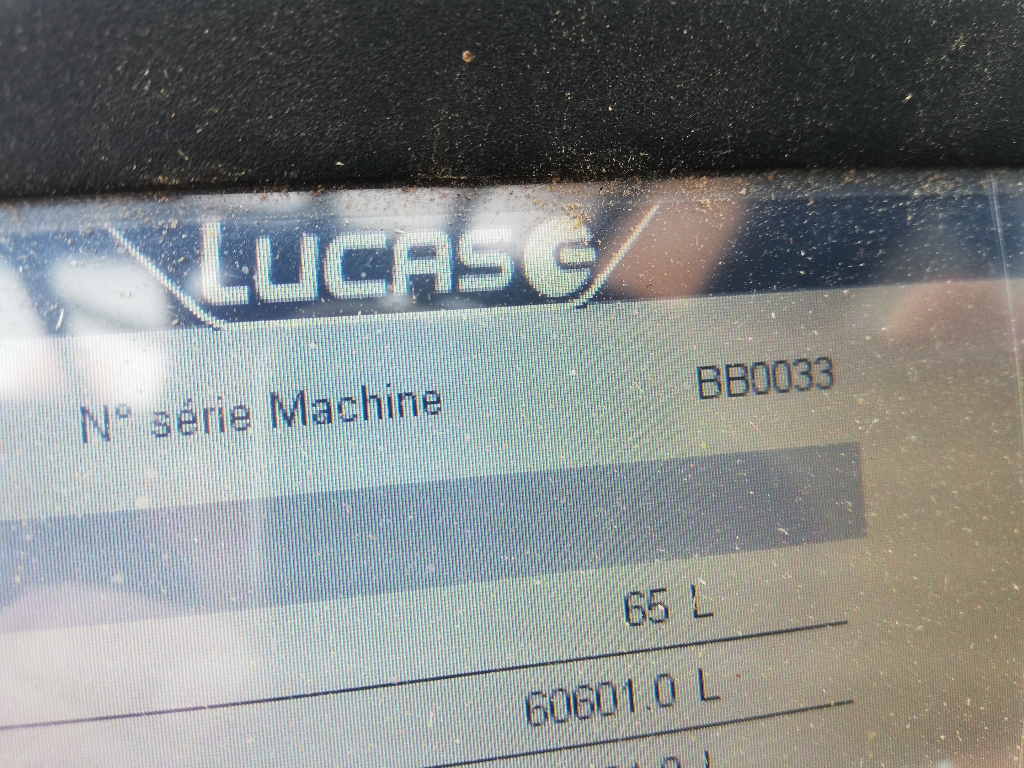 LUCAS G
N° série Machine BB0033
65 L
60601.0 L